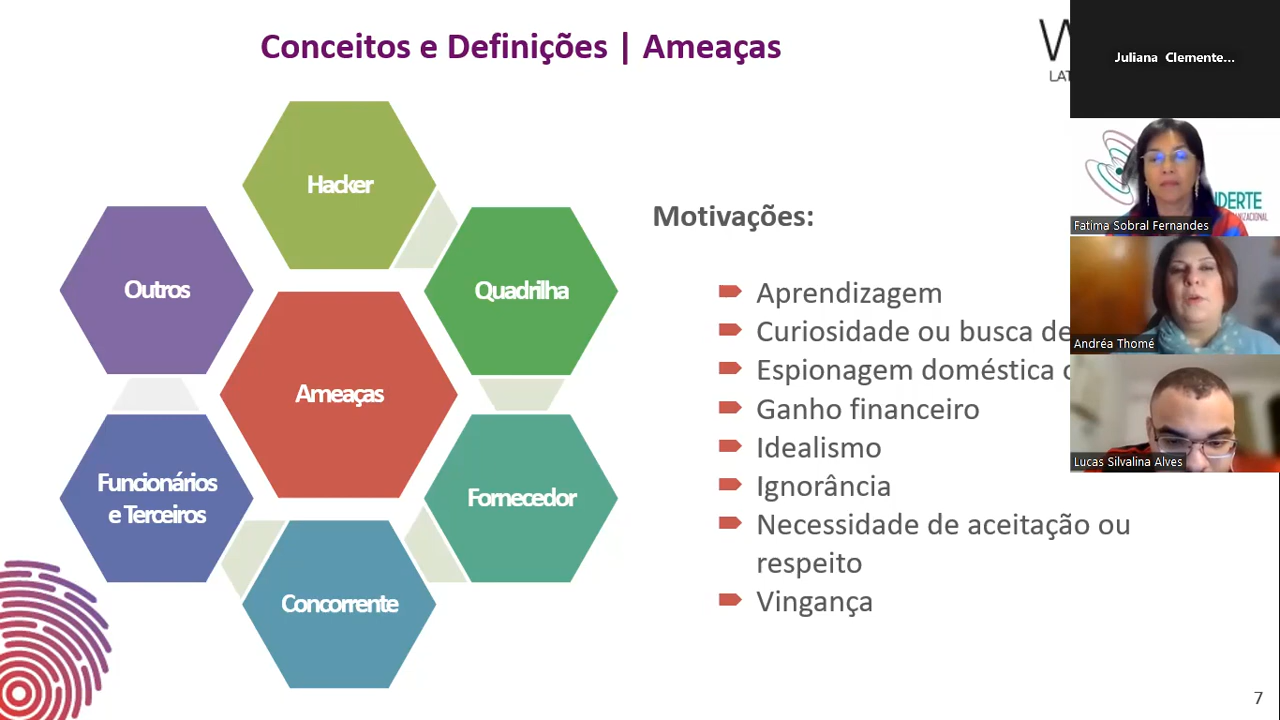 Conceitos e Definições | Ameaças
Hacker
Quadrilha
Fornecedor
Concorrente
Funcionários
e Terceiros
Outros
Ameaças
Motivações:
Aprendizagem
Curiosidade ou busca de
Espionagem doméstica
Ganho financeiro
Idealismo
Ignorância
Necessidade de aceitação ou
respeito
Vingança
7
Juliana Clemente...
Fatima Sobral Fernandes
Andréa Thomé
Lucas Silvalina Alves